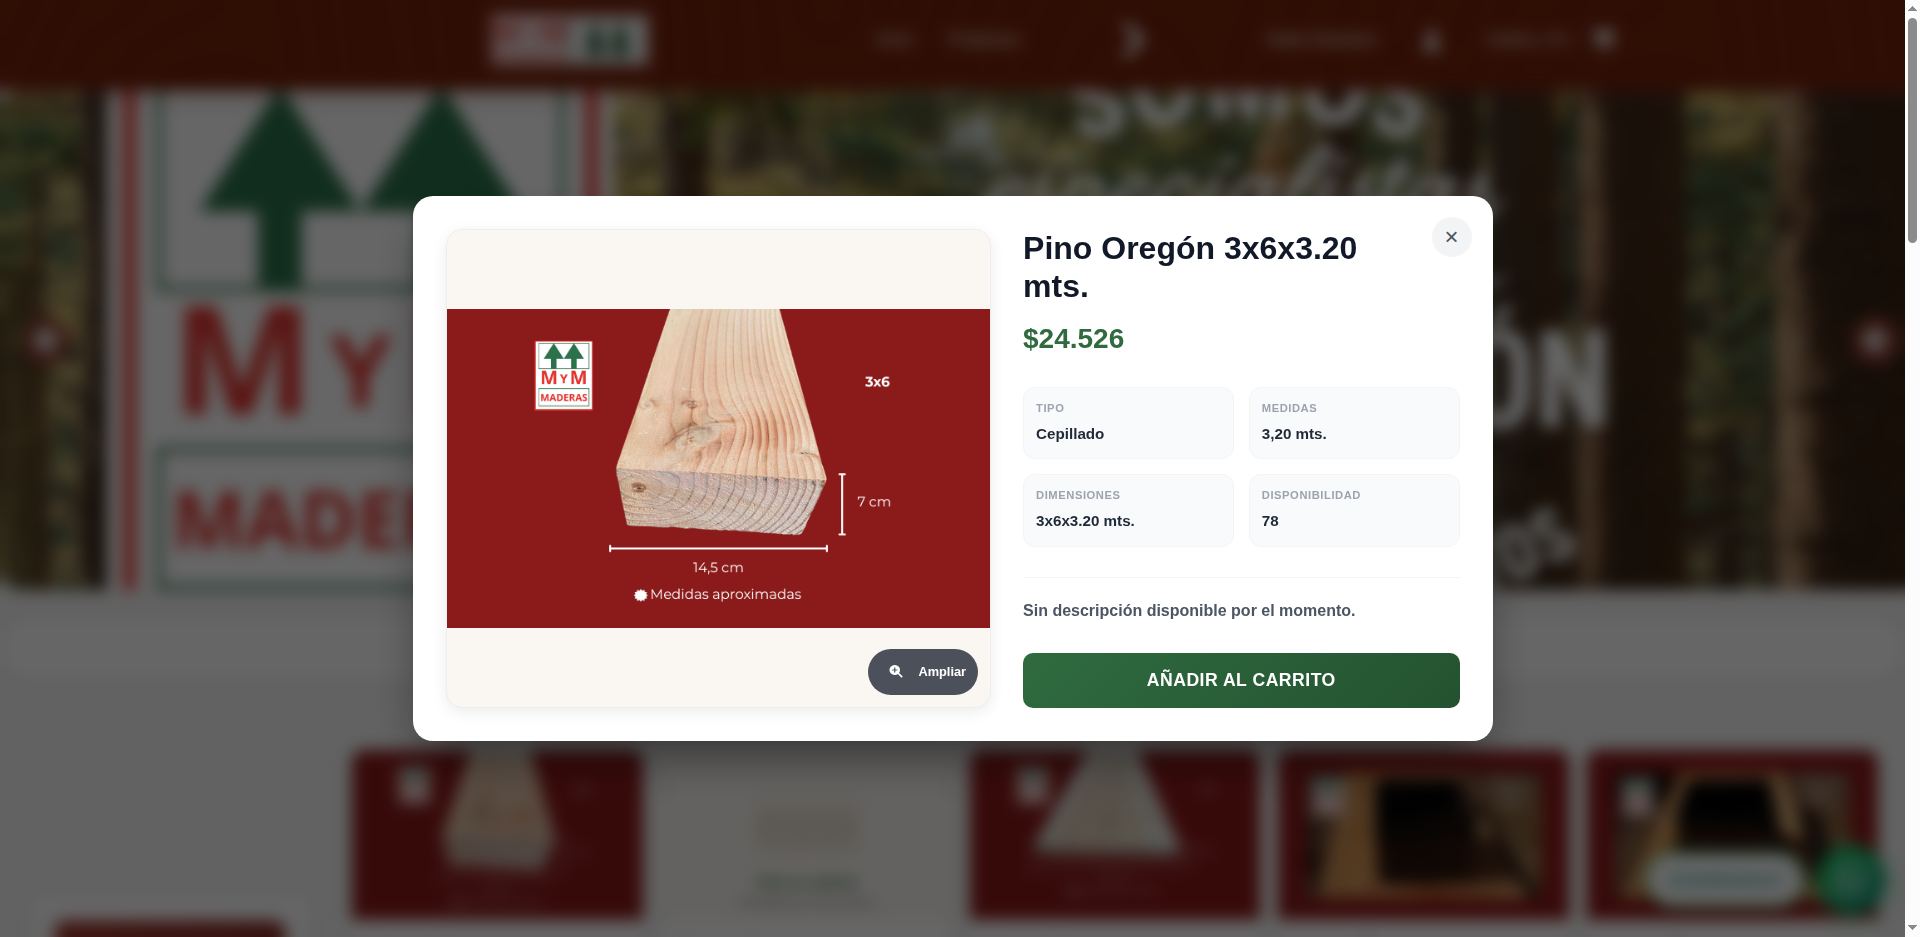 SOMOS
especialistas
M Y M
Pino Oregón 3x6x3.20
mts.
$24.526
M Y M
MADERAS
3x6
7 cm
14,5 cm
Medidas aproximadas
TIPO
Cepillado
MEDIDAS
3,20 mts.
DIMENSIONES
3x6x3.20 mts.
DISPONIBILIDAD
78
Sin descripción disponible por el momento.
Ampliar
AÑADIR AL CARRITO